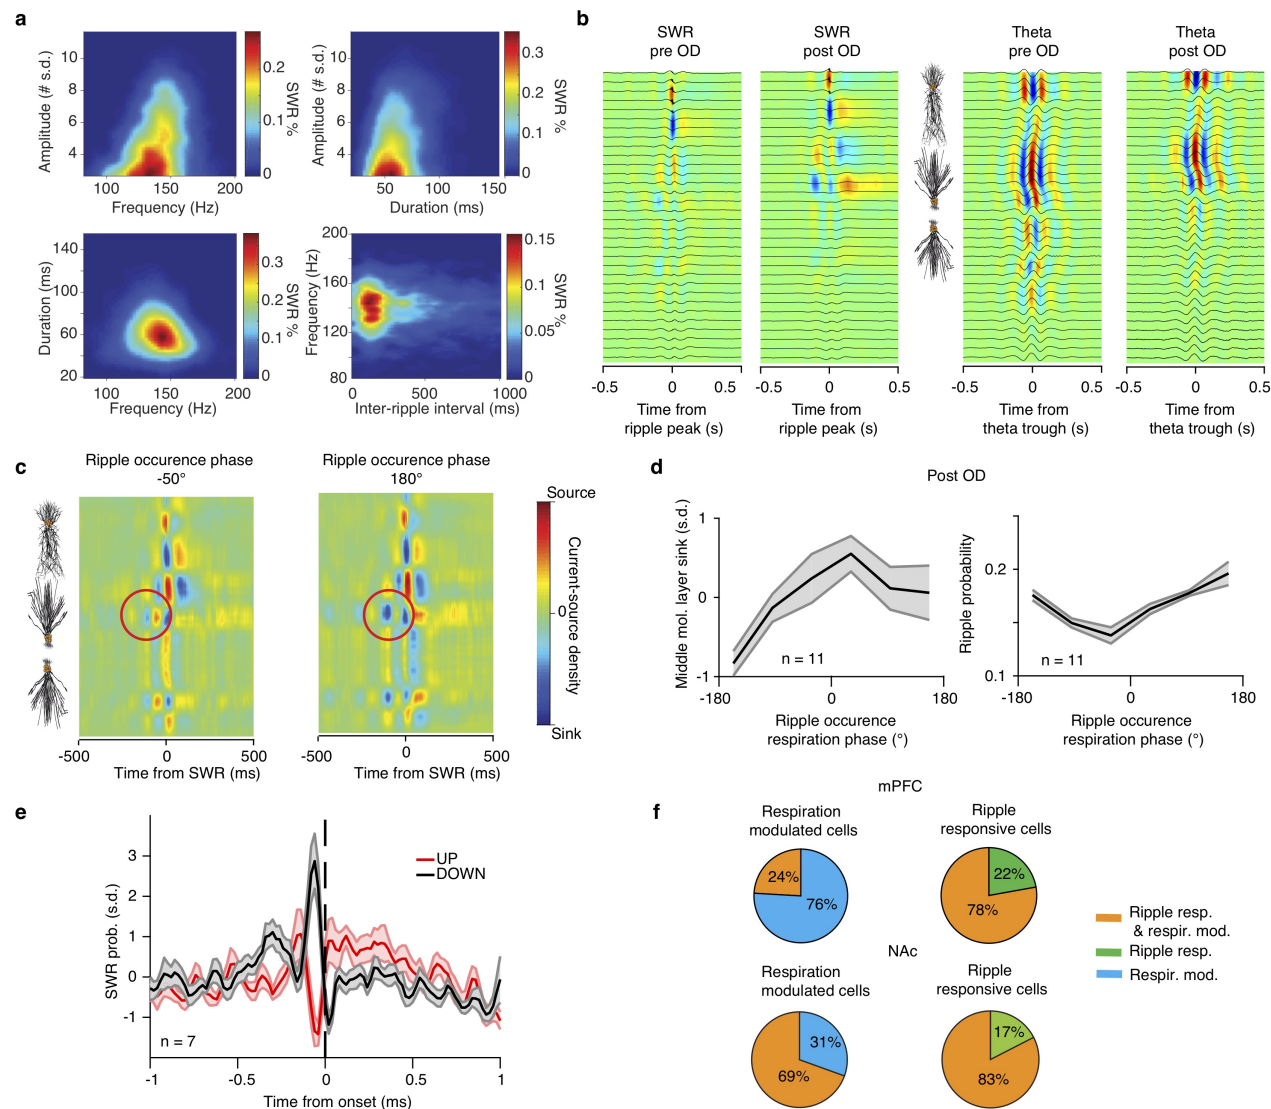 a
Amplitude (# s.d.)
10
8
6
4
100
150
200
Frequency (Hz)
0.2
0.1
0
SWR %
Amplitude (# s.d.)
10
8
6
4
50
100
150
Duration (ms)
0.3
0.2
0.1
0
SWR %
Duration (ms)
140
100
60
20
100
150
200
Frequency (Hz)
0.3
0.2
0.1
0
SWR %
Frequency (Hz)
200
160
120
80
0
500
1000
Inter-ripple interval (ms)
0.15
0.1
0.05
0
SWR %
b
SWR
pre OD
SWR
post OD
Theta
pre OD
Theta
post OD
-0.5
0
0.5
Time from
ripple peak (s)
-0.5
0
0.5
Time from
ripple peak (s)
-0.5
0
0.5
Time from
theta trough (s)
-0.5
0
0.5
Time from
theta trough (s)
c
Ripple occurence phase
-50°
Ripple occurence phase
180°
-500
0
500
Time from SWR (ms)
-500
0
500
Time from SWR (ms)
Source
0
Sink
Current-source density
d
Post OD
Middle mol. layer sink (s.d.)
1
0
-1
n = 11
-180
0
180
Ripple occurence
respiration phase (°)
Ripple probability
0.2
0.1
n = 11
-180
0
180
Ripple occurence
respiration phase (°)
e
SWR prob. (s.d.)
3
2
1
0
-1
UP
DOWN
n = 7
-1
-0.5
0
0.5
1
Time from onset (ms)
f
mPFC
Respiration
modulated cells
24%
76%
Ripple
responsive cells
22%
78%
NAc
Respiration
modulated cells
31%
69%
Ripple
responsive cells
17%
83%
Ripple resp.
& respir. mod.
Ripple resp.
Respir. mod.